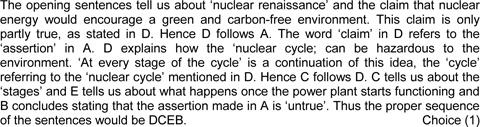 The opening sentences tell us about ‘nuclear renaissance’ and the claim that nuclear
energy would encourage a green and carbon-free environment. This claim is only
partly true, as stated in D. Hence D follows A. The word ‘claim’ in D refers to the
‘assertion’ in A. D explains how the ‘nuclear cycle; can be hazardous to the
environment. ‘At every stage of the cycle’ is a continuation of this idea, the ‘cycle’
referring to the ‘nuclear cycle’ mentioned in D. Hence C follows D. C tells us about the
‘stages’ and E tells us about what happens once the power plant starts functioning and
B concludes stating that the assertion made in A is ‘untrue’. Thus the proper sequence
of the sentences would be DCEB. Choice (1)